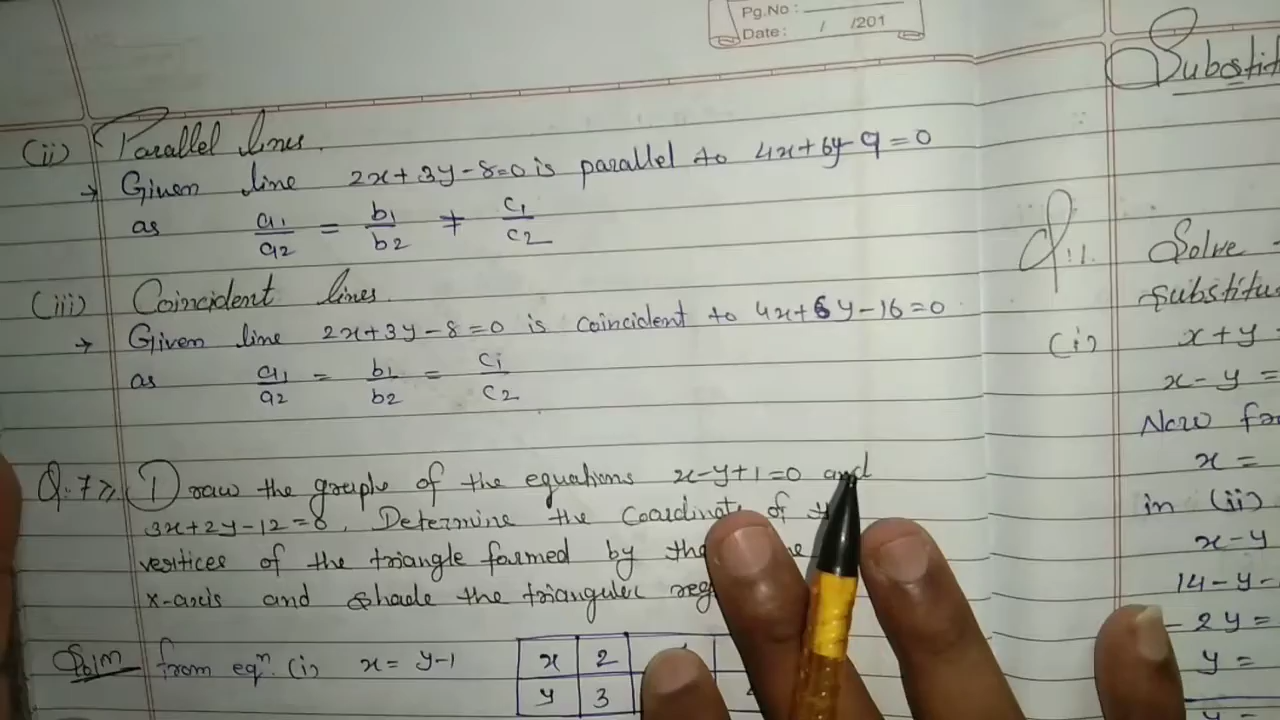 Pg.No :
Date: / /201
(ii) Parallel lines.
→ Given line 2x+3y-8=0 is parallel to 4x+6y-9=0
as a1/a2 = b1/b2 ≠ c1/c2
(iii) Coincident lines.
→ Given line 2x+3y-8=0 is coincident to 4x+6y-16=0
as a1/a2 = b1/b2 = c1/c2
Q.7⇒ Draw the graph of the equations x-y+1=0 and
3x+2y-12=0. Determine the Coordinate of
vertices of the triangle formed by
x-axis and shade the triangular
Soln from eqn. (i) x= y-1
x 2
y 3
Substit
Q.1. Solve
substitu
(i) x+y =
x-y =
Now fr
x =
in (ii)
x-y
14-y-
-2y=
y =